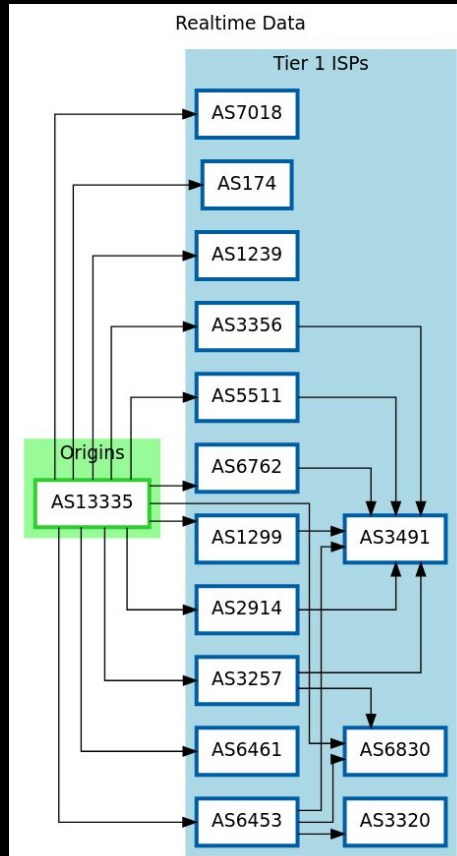 Realtime Data
Tier 1 ISPs
AS7018
AS174
AS1239
AS3356
AS5511
Origins
AS6762
AS13335
AS1299
AS3491
AS2914
AS3257
AS6461
AS6830
AS6453
AS3320